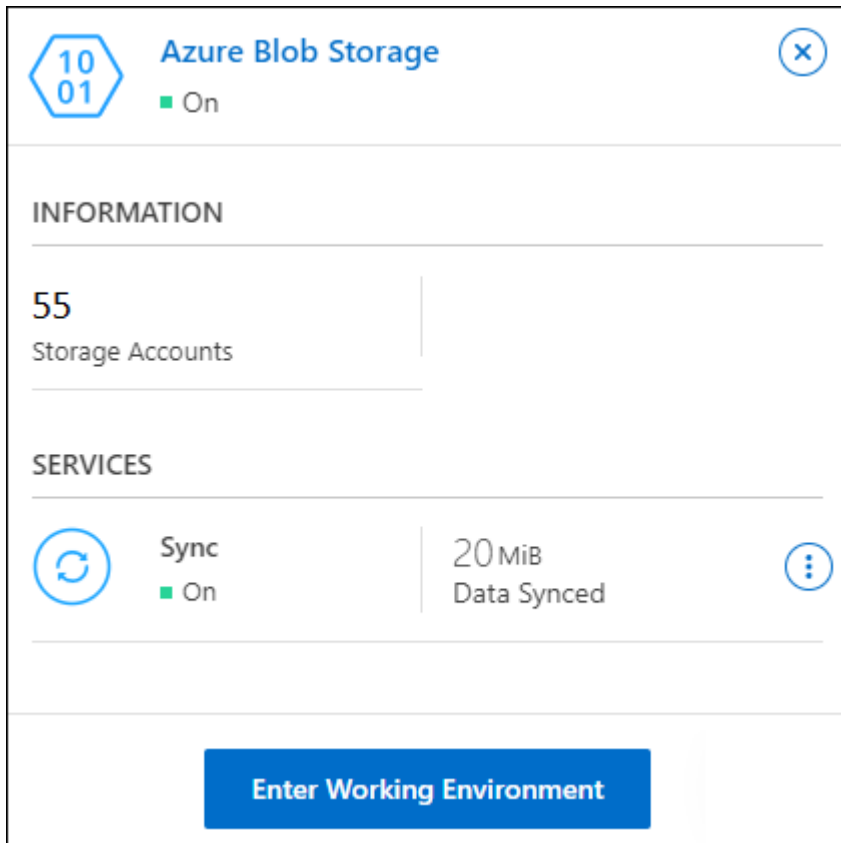 10
01
Azure Blob Storage
On
INFORMATION
55
Storage Accounts
SERVICES
Sync
On
20 MiB
Data Synced
Enter Working Environment